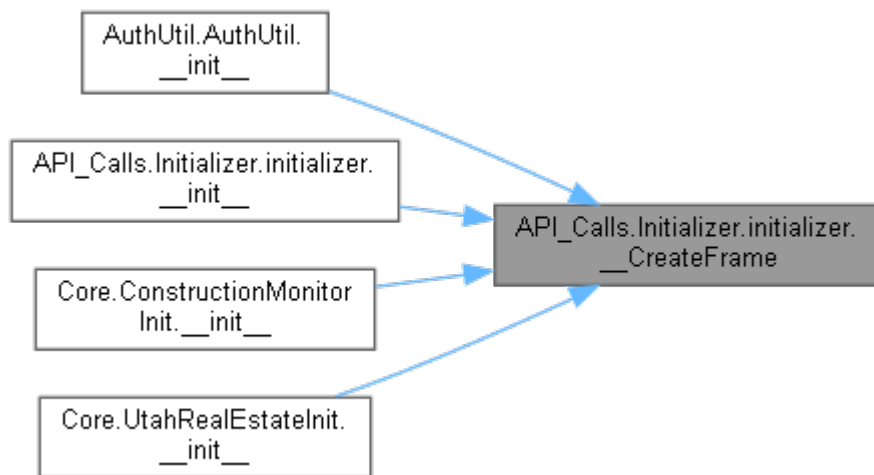 AuthUtil.AuthUtil.
__init__
API_Calls.Initializer.initializer.
__init__
API_Calls.Initializer.initializer.
__CreateFrame
Core.ConstructionMonitor
Init.__init__
Core.UtahRealEstateInit.
__init__